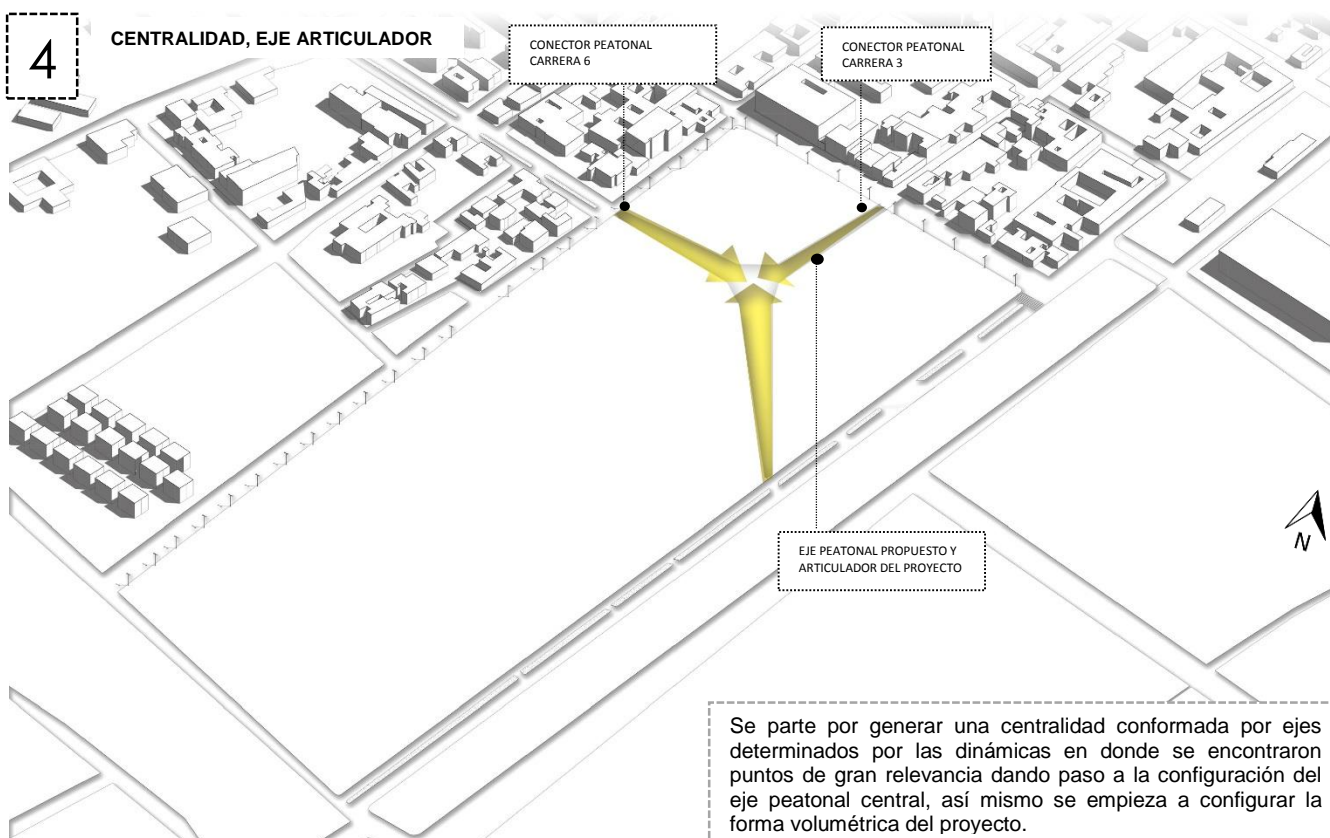 4
CENTRALIDAD, EJE ARTICULADOR
CONECTOR PEATONAL
CARRERA 6
CONECTOR PEATONAL
CARRERA 3
EJE PEATONAL PROPUESTO Y
ARTICULADOR DEL PROYECTO
N
Se parte por generar una centralidad conformada por ejes
determinados por las dinámicas en donde se encontraron
puntos de gran relevancia dando paso a la configuración del
eje peatonal central, así mismo se empieza a configurar la
forma volumétrica del proyecto.